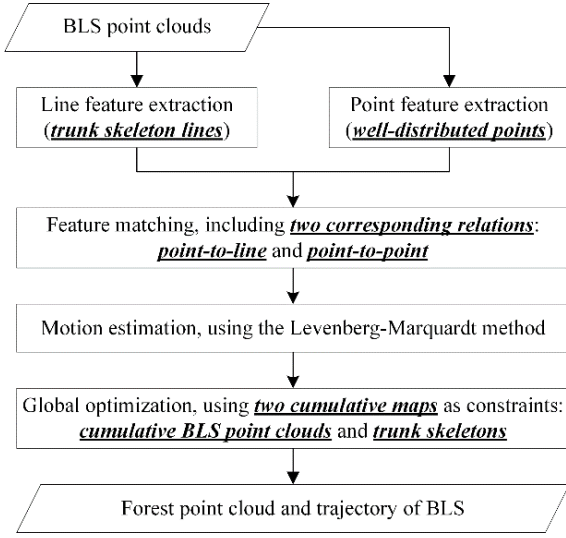 BLS point clouds
Line feature extraction
(trunk skeleton lines)
Point feature extraction
(well-distributed points)
Feature matching, including two corresponding relations:
point-to-line and point-to-point
Motion estimation, using the Levenberg-Marquardt method
Global optimization, using two cumulative maps as constraints:
cumulative BLS point clouds and trunk skeletons
Forest point cloud and trajectory of BLS